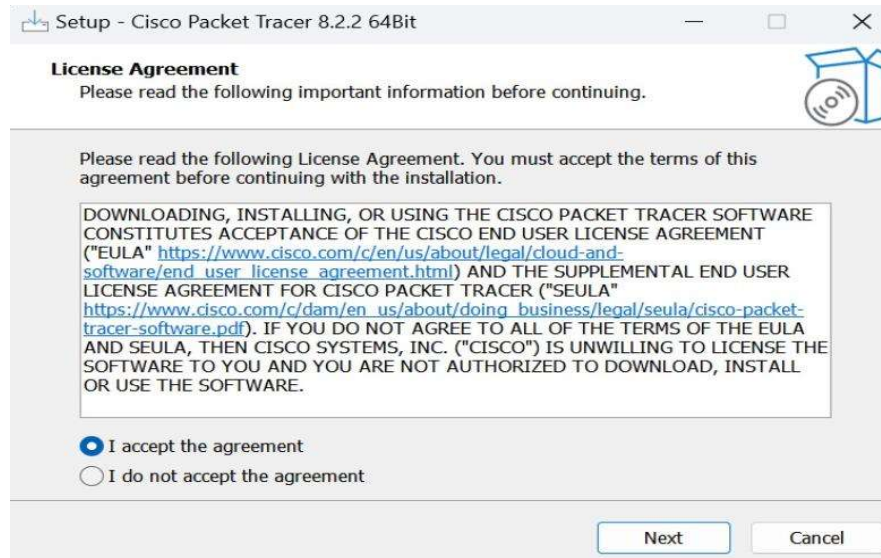 Setup - Cisco Packet Tracer 8.2.2 64Bit
License Agreement
Please read the following important information before continuing.
Please read the following License Agreement. You must accept the terms of this
agreement before continuing with the installation.
DOWNLOADING, INSTALLING, OR USING THE CISCO PACKET TRACER SOFTWARE
CONSTITUTES ACCEPTANCE OF THE CISCO END USER LICENSE AGREEMENT
("EULA" https://www.cisco.com/c/en/us/about/legal/cloud-and-
software/end_user_license_agreement.html) AND THE SUPPLEMENTAL END USER
LICENSE AGREEMENT FOR CISCO PACKET TRACER ("SEULA"
https://www.cisco.com/c/dam/en_us/about/doing_business/legal/seula/cisco-packet-
tracer-software.pdf). IF YOU DO NOT AGREE TO ALL OF THE TERMS OF THE EULA
AND SEULA, THEN CISCO SYSTEMS, INC. ("CISCO") IS UNWILLING TO LICENSE THE
SOFTWARE TO YOU AND YOU ARE NOT AUTHORIZED TO DOWNLOAD, INSTALL
OR USE THE SOFTWARE.
I accept the agreement
I do not accept the agreement
Next
Cancel